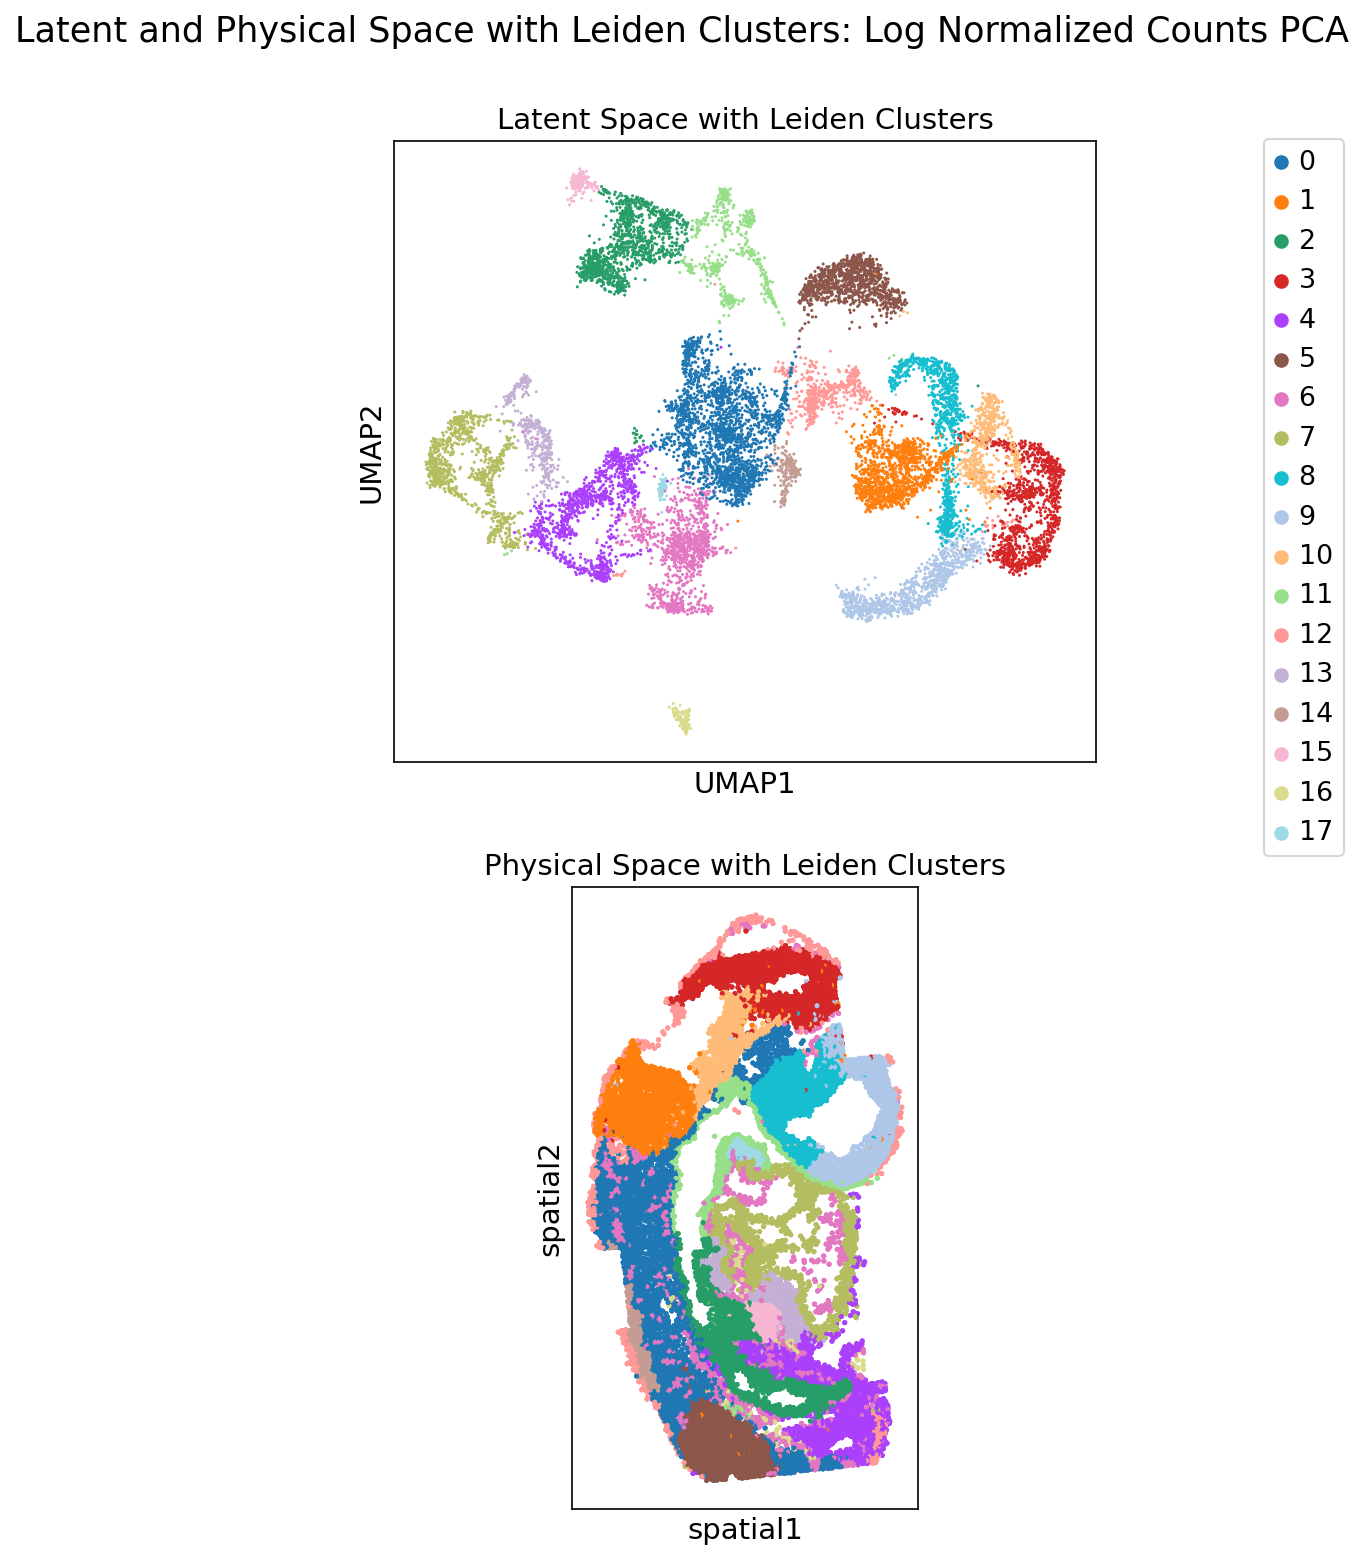 Latent and Physical Space with Leiden Clusters: Log Normalized Counts PCA
Latent Space with Leiden Clusters
UMAP2
UMAP1
0
1
2
3
4
5
6
7
8
9
10
11
12
13
14
15
16
17
Physical Space with Leiden Clusters
spatial2
spatial1